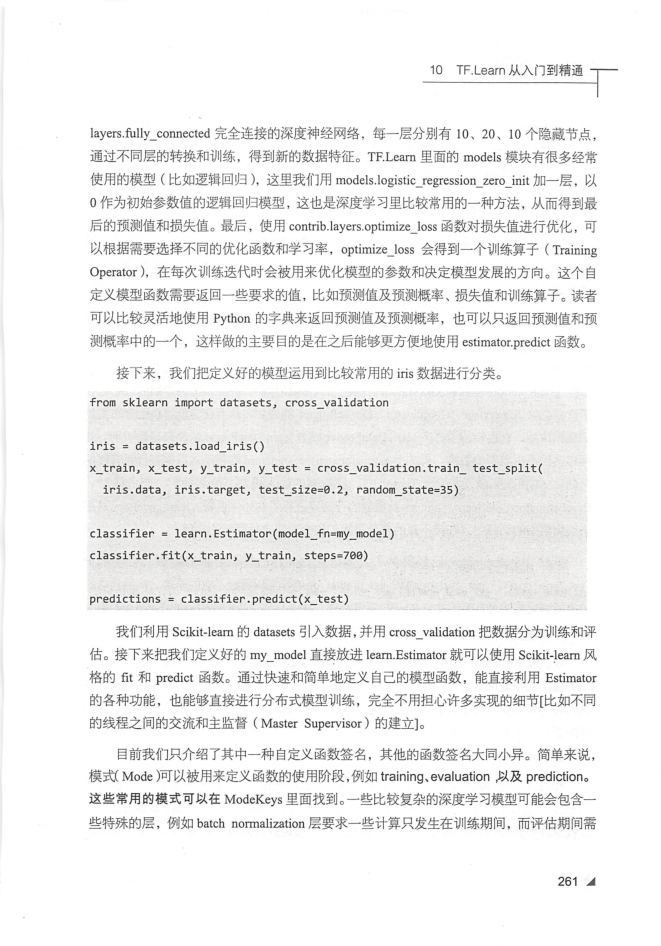 10 TF.Learn 从入门到精通
layers.fully_connected 完全连接的深度神经网络，每一层分别有 10、20、10 个隐藏节点，
通过不同层的转换和训练，得到新的数据特征。TF.Learn 里面的 models 模块有很多经常
使用的模型（比如逻辑回归），这里我们用 models.logistic_regression_zero_init 加一层，以
0 作为初始参数值的逻辑回归模型，这也是深度学习里比较常用的一种方法，从而得到最
后的预测值和损失值。最后，使用 contrib.layers.optimize_loss 函数对损失值进行优化，可
以根据需要选择不同的优化函数和学习率，optimize_loss 会得到一个训练算子（Training
Operator），在每次训练迭代时会被用来优化模型的参数和决定模型发展的方向。这个自
定义模型函数需要返回一些要求的值，比如预测值及预测概率、损失值和训练算子。读者
可以比较灵活地使用 Python 的字典来返回预测值及预测概率，也可以只返回预测值和预
测概率中的一个，这样做的主要目的是在之后能够更方便地使用 estimator.predict 函数。
接下来，我们把定义好的模型运用到比较常用的 iris 数据进行分类。
from sklearn import datasets, cross_validation
iris = datasets.load_iris()
x_train, x_test, y_train, y_test = cross_validation.train_ test_split(
iris.data, iris.target, test_size=0.2, random_state=35)
classifier = learn.Estimator(model_fn=my_model)
classifier.fit(x_train, y_train, steps=700)
predictions = classifier.predict(x_test)
我们利用 Scikit-learn 的 datasets 引入数据，并用 cross_validation 把数据分为训练和评
估。接下来把我们定义好的 my_model 直接放进 learn.Estimator 就可以使用 Scikit-learn 风
格的 fit 和 predict 函数。通过快速和简单地定义自己的模型函数，能直接利用 Estimator
的各种功能，也能够直接进行分布式模型训练，完全不用担心许多实现的细节[比如不同
的线程之间的交流和主监督（Master Supervisor）的建立]。
目前我们只介绍了其中一种自定义函数签名，其他的函数签名大同小异。简单来说，
模式（Mode）可以被用来定义函数的使用阶段，例如 training、evaluation ，以及 prediction。
这些常用的模式可以在 ModeKeys 里面找到。一些比较复杂的深度学习模型可能会包含一
些特殊的层，例如 batch normalization 层要求一些计算只发生在训练期间，而评估期间需
261